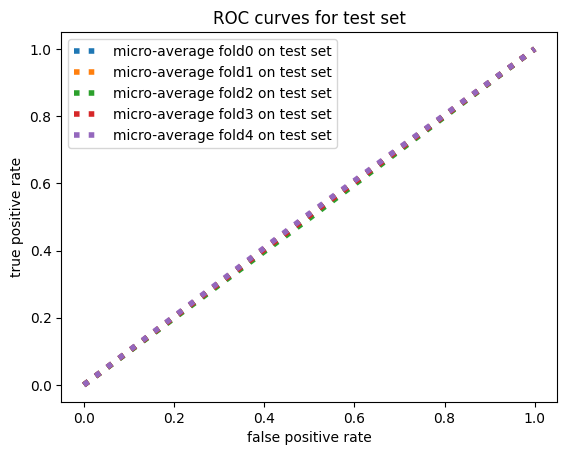 ROC curves for test set
micro-average fold0 on test set
micro-average fold1 on test set
micro-average fold2 on test set
micro-average fold3 on test set
micro-average fold4 on test set
true positive rate
1.0
0.8
0.6
0.4
0.2
0.0
0.0 0.2 0.4 0.6 0.8 1.0
false positive rate